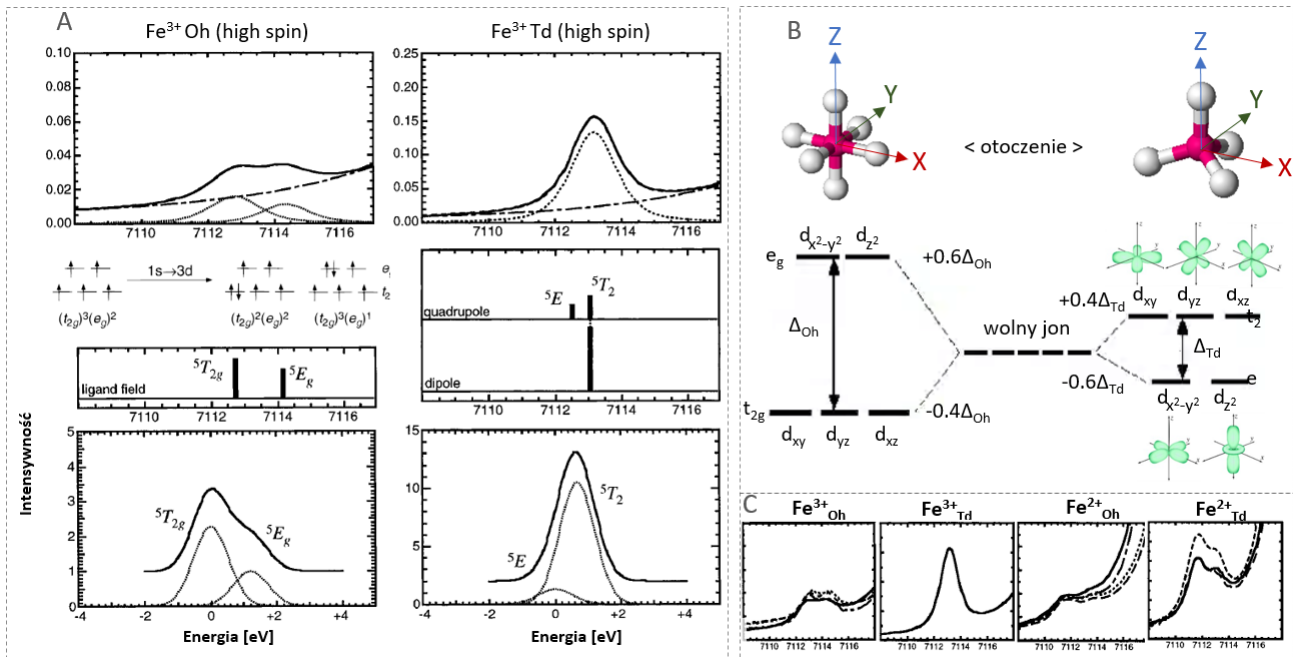 A
Fe³⁺ Oh (high spin)
Fe³⁺ Td (high spin)
0.10
0.08
0.06
0.04
0.02
0.00
7110 7112 7114 7116
0.25
0.20
0.15
0.10
0.05
0.00
7110 7112 7114 7116
1s→3d
e
t₂
(t₂g)³(eg)²
(t₂g)²(eg)²
(t₂g)³(eg)¹
⁵T₂g
⁵Eg
ligand field
7110 7112 7114 7116
⁵E
⁵T₂
quadrupole
dipole
7110 7112 7114 7116
Intensywność
5
4
3
2
1
0
⁵T₂g
⁵Eg
-4 -2 0 +2 +4
Energia [eV]
15
10
5
0
⁵E
⁵T₂
-4 -2 0 +2 +4
Energia [eV]
B
Z
Y
X
< otoczenie >
Z
Y
X
eg
dx²-y² dz²
+0.6ΔOh
ΔOh
t₂g
dxy dyz dxz
-0.4ΔOh
wolny jon
dxy dyz dxz
+0.4ΔTd
t₂
ΔTd
-0.6ΔTd
e
dx²-y² dz²
C
Fe³⁺Oh
Fe³⁺Td
Fe²⁺Oh
Fe²⁺Td
7110 7112 7114 7116
7110 7112 7114 7116
7110 7112 7114 7116
7110 7112 7114 7116